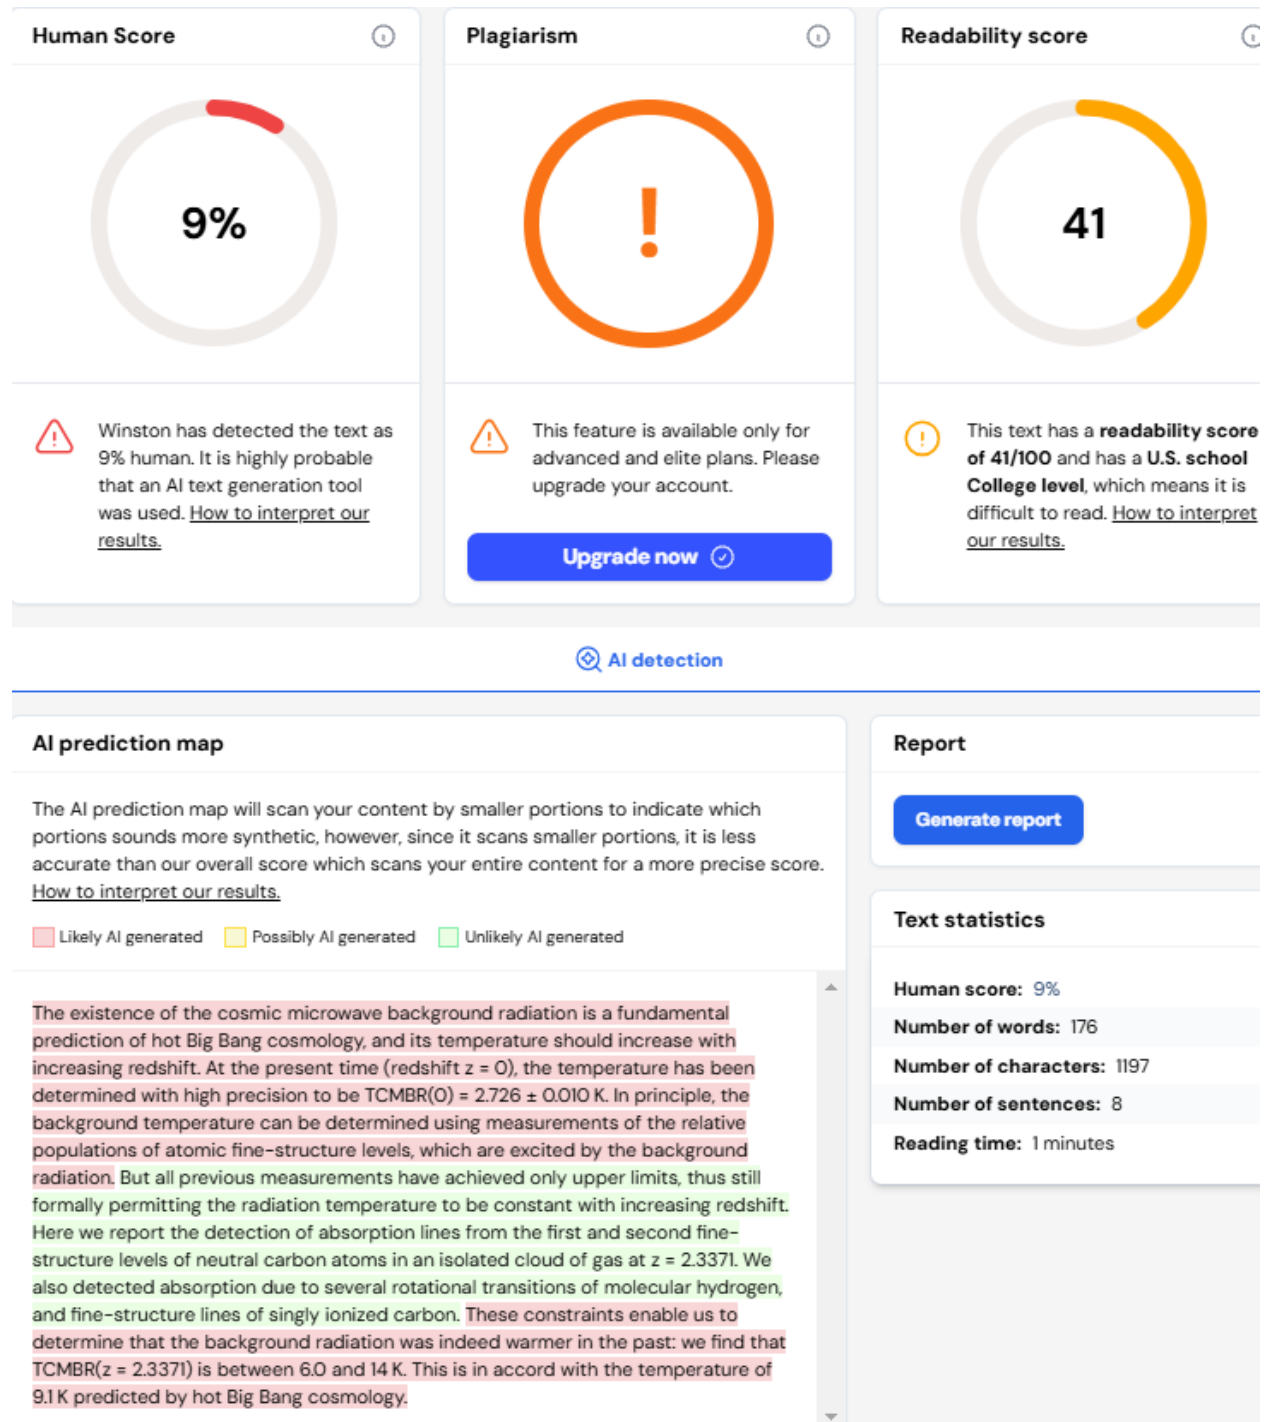 Human Score
9%
Winston has detected the text as
9% human. It is highly probable
that an AI text generation tool
was used. How to interpret our
results.
Plagiarism
!
This feature is available only for
advanced and elite plans. Please
upgrade your account.
Upgrade now
Readability score
41
This text has a readability score
of 41/100 and has a U.S. school
College level, which means it is
difficult to read. How to interpret
our results.
AI detection
AI prediction map
The AI prediction map will scan your content by smaller portions to indicate which
portions sounds more synthetic, however, since it scans smaller portions, it is less
accurate than our overall score which scans your entire content for a more precise score.
How to interpret our results.
Likely AI generated
Possibly AI generated
Unlikely AI generated
The existence of the cosmic microwave background radiation is a fundamental
prediction of hot Big Bang cosmology, and its temperature should increase with
increasing redshift. At the present time (redshift z = 0), the temperature has been
determined with high precision to be TCMBR(0) = 2.726 ± 0.010 K. In principle, the
background temperature can be determined using measurements of the relative
populations of atomic fine-structure levels, which are excited by the background
radiation. But all previous measurements have achieved only upper limits, thus still
formally permitting the radiation temperature to be constant with increasing redshift.
Here we report the detection of absorption lines from the first and second fine-
structure levels of neutral carbon atoms in an isolated cloud of gas at z = 2.3371. We
also detected absorption due to several rotational transitions of molecular hydrogen,
and fine-structure lines of singly ionized carbon. These constraints enable us to
determine that the background radiation was indeed warmer in the past: we find that
TCMBR(z = 2.3371) is between 6.0 and 14 K. This is in accord with the temperature of
9.1 K predicted by hot Big Bang cosmology.
Report
Generate report
Text statistics
Human score: 9%
Number of words: 176
Number of characters: 1197
Number of sentences: 8
Reading time: 1 minutes